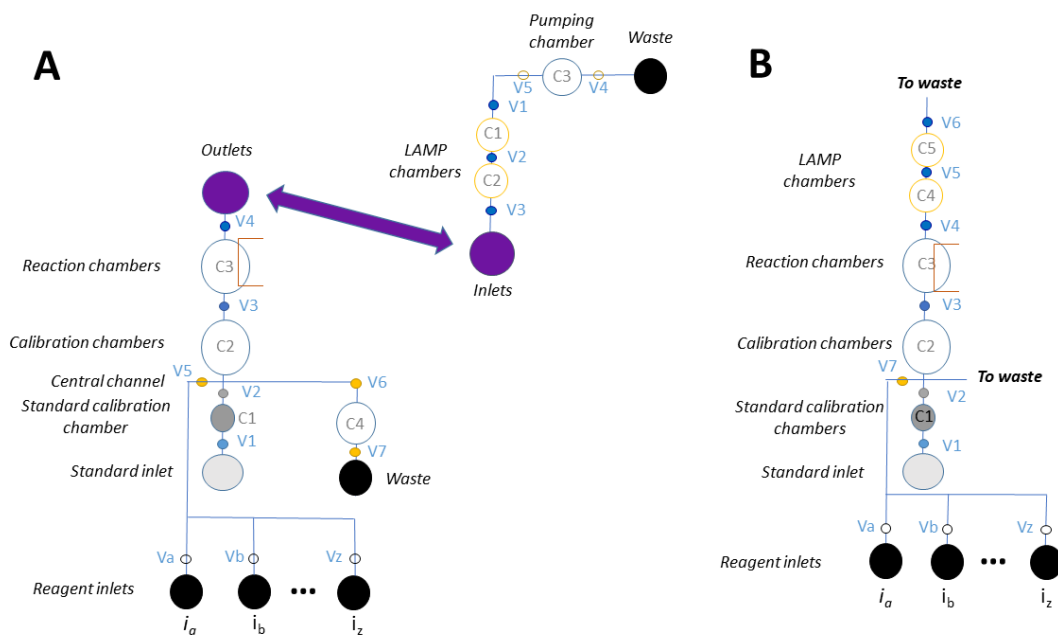 A
Pumping
chamber
Waste
C3
V5
V4
V1
C1
V2
LAMP
chambers
C2
V3
Inlets
Outlets
V4
Reaction chambers
C3
V3
Calibration chambers
C2
V5
Central channel
V6
V2
Standard calibration
chamber
C1
C4
V1
V7
Standard inlet
Waste
Va
Vb
Vz
Reagent inlets
•••
ia
ib
iz
B
To waste
V6
C5
LAMP
chambers
V5
C4
V4
Reaction chambers
C3
V3
Calibration chambers
C2
V7
To waste
V2
Standard calibration
chambers
C1
V1
Standard inlet
Va
Vb
Vz
Reagent inlets
•••
ia
ib
iz